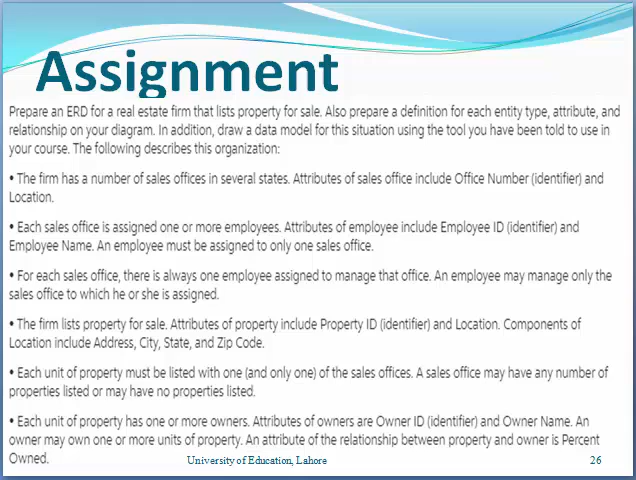 Assignment
Prepare an ERD for a real estate firm that lists property for sale. Also prepare a definition for each entity type, attribute, and
relationship on your diagram. In addition, draw a data model for this situation using the tool you have been told to use in
your course. The following describes this organization:
• The firm has a number of sales offices in several states. Attributes of sales office include Office Number (identifier) and
Location.
• Each sales office is assigned one or more employees. Attributes of employee include Employee ID (identifier) and
Employee Name. An employee must be assigned to only one sales office.
• For each sales office, there is always one employee assigned to manage that office. An employee may manage only the
sales office to which he or she is assigned.
• The firm lists property for sale. Attributes of property include Property ID (identifier) and Location. Components of
Location include Address, City, State, and Zip Code.
• Each unit of property must be listed with one (and only one) of the sales offices. A sales office may have any number of
properties listed or may have no properties listed.
• Each unit of property has one or more owners. Attributes of owners are Owner ID (identifier) and Owner Name. An
owner may own one or more units of property. An attribute of the relationship between property and owner is Percent
Owned.
University of Education, Lahore
26